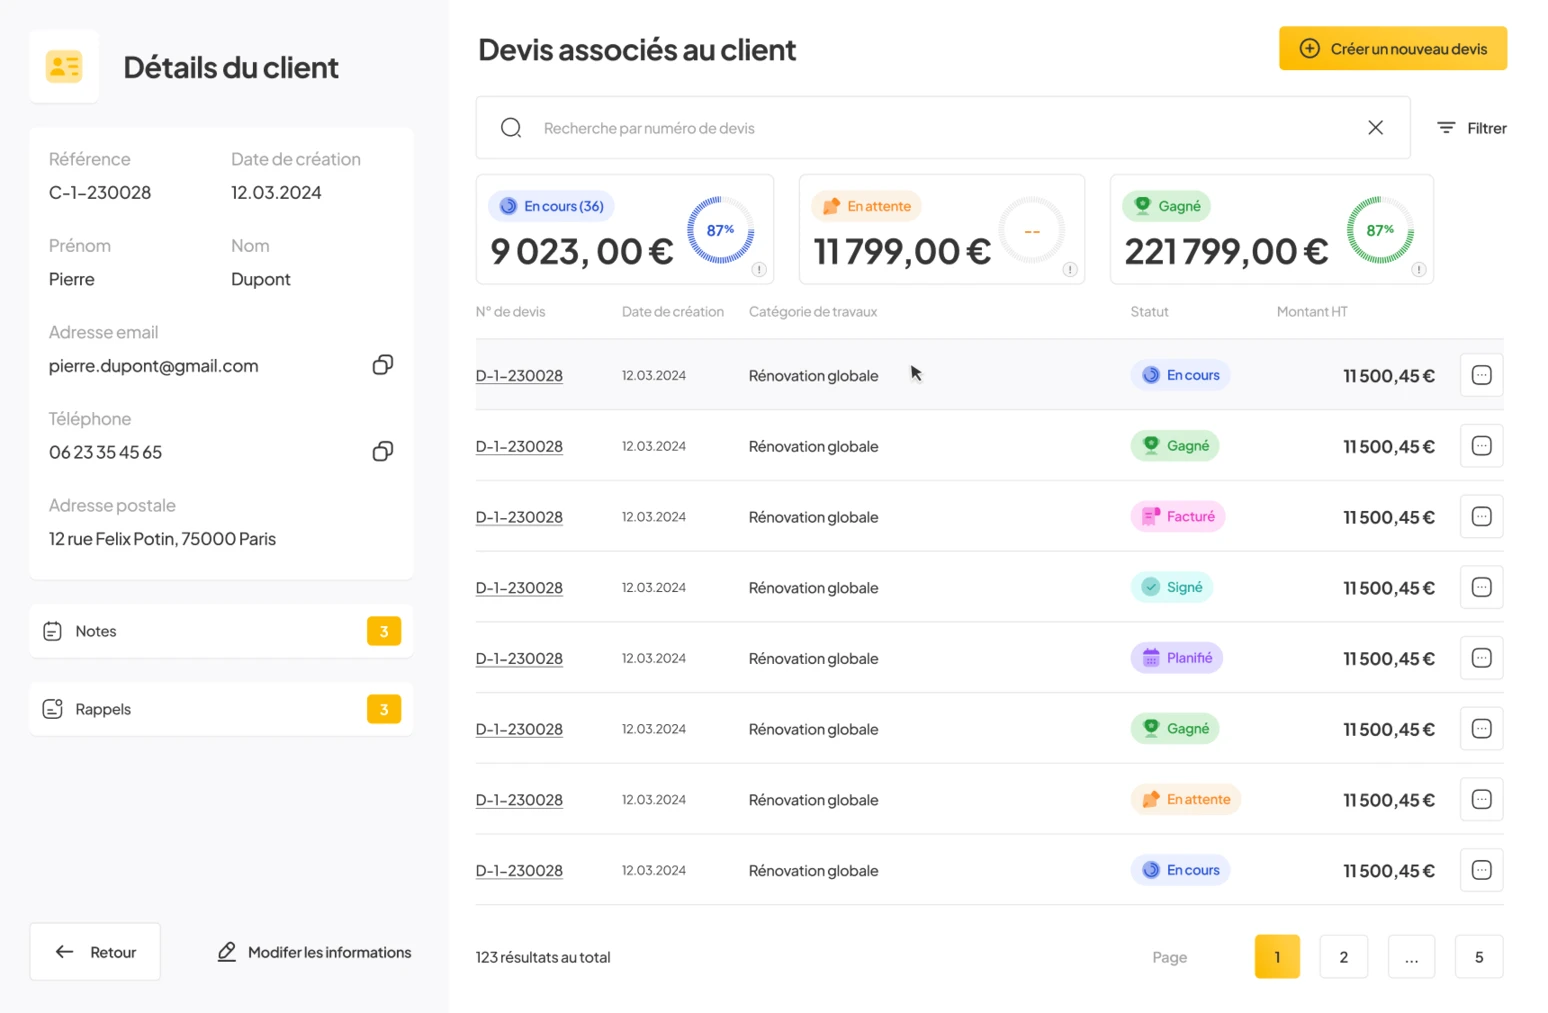 Détails du client
Référence
Date de création
C-1-230028
12.03.2024
Prénom
Nom
Pierre
Dupont
Adresse email
pierre.dupont@gmail.com
Téléphone
06 23 35 45 65
Adresse postale
12 rue Felix Potin, 75000 Paris
Notes
3
Rappels
3
Retour
Modifer les informations
Devis associés au client
Créer un nouveau devis
Recherche par numéro de devis
Filtrer
En cours (36)
9 023, 00 €
87%
!
En attente
11 799,00 €
--
!
Gagné
221 799,00 €
87%
!
N° de devis
Date de création
Catégorie de travaux
Statut
Montant HT
D-1-230028
12.03.2024
Rénovation globale
En cours
11 500,45 €
D-1-230028
12.03.2024
Rénovation globale
Gagné
11 500,45 €
D-1-230028
12.03.2024
Rénovation globale
Facturé
11 500,45 €
D-1-230028
12.03.2024
Rénovation globale
Signé
11 500,45 €
D-1-230028
12.03.2024
Rénovation globale
Planifié
11 500,45 €
D-1-230028
12.03.2024
Rénovation globale
Gagné
11 500,45 €
D-1-230028
12.03.2024
Rénovation globale
En attente
11 500,45 €
D-1-230028
12.03.2024
Rénovation globale
En cours
11 500,45 €
123 résultats au total
Page
1
2
...
5